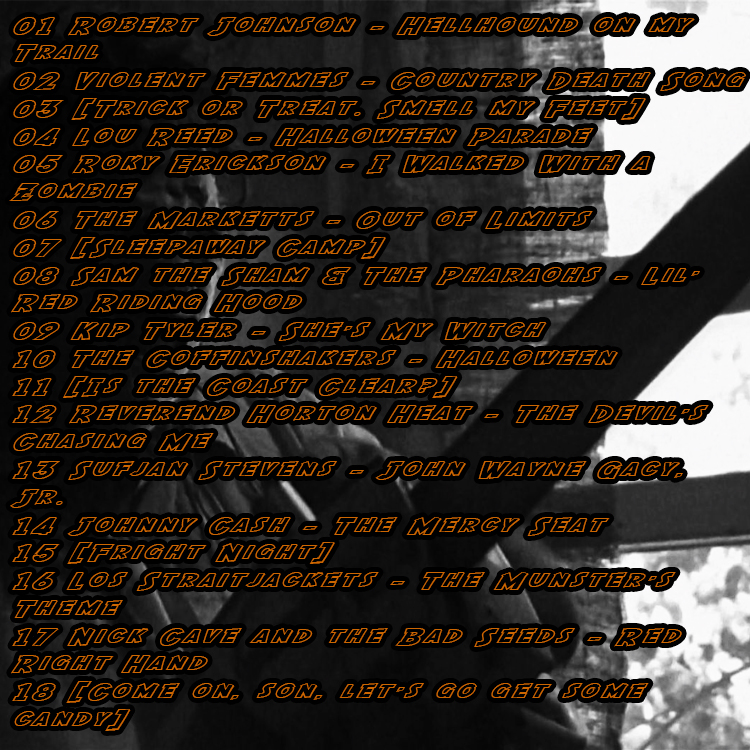 01 Robert Johnson - Hellhound on my
Trail
02 Violent Femmes - Country Death Song
03 [Trick or Treat. Smell my Feet]
04 Lou Reed - Halloween Parade
05 Roky Erickson - I Walked With a
Zombie
06 The Marketts - Out of Limits
07 [Sleepaway Camp]
08 Sam the Sham & The Pharaohs - Lil'
Red Riding Hood
09 Kip Tyler - She's My Witch
10 The Coffinshakers - Halloween
11 [Is the Coast Clear?]
12 Reverend Horton Heat - The Devil's
Chasing Me
13 Sufjan Stevens - John Wayne Gacy,
Jr.
14 Johnny Cash - The Mercy Seat
15 [Fright Night]
16 Los Straitjackets - The Munster's
Theme
17 Nick Cave and the Bad Seeds - Red
Right Hand
18 [Come on, son, let's go get some
candy]